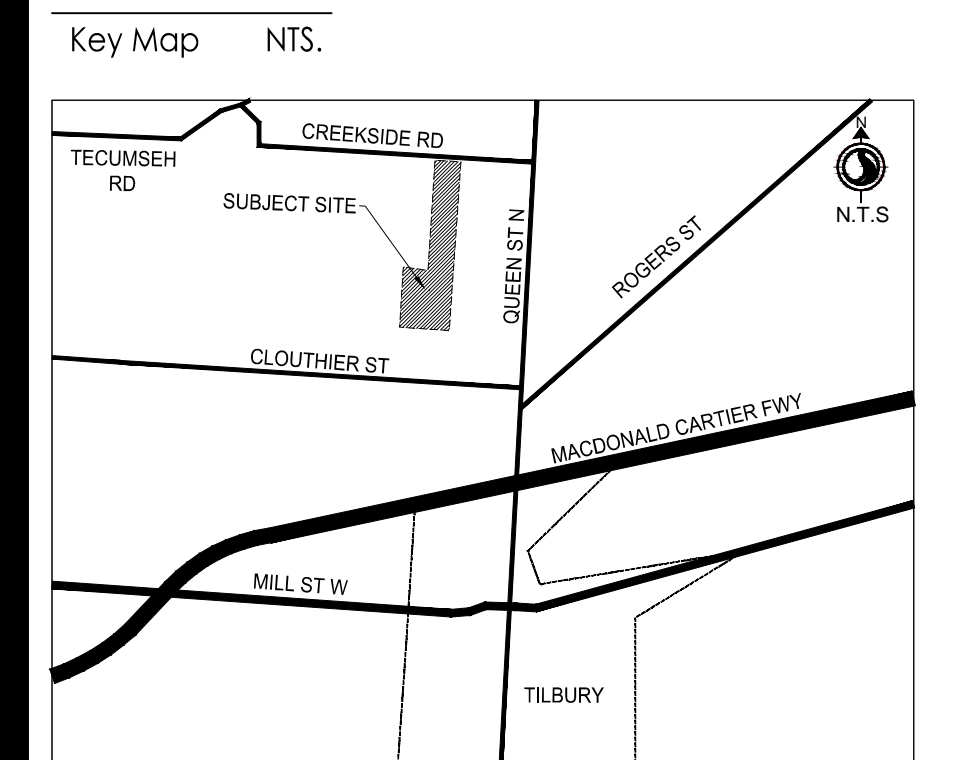 Key Map NTS.
CREEKSIDE RD
TECUMSEH
RD
N
SUBJECT SITE
N.T.S
QUEEN ST N
ROGERS ST
CLOUTHIER ST
MACDONALD CARTIER FWY
MILL ST W
TILBURY